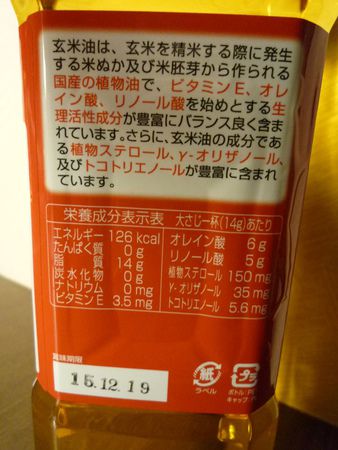 玄米油は、玄米を精米する際に発生
する米ぬか及び米胚芽から作られる
国産の植物油で、ビタミンE、オレ
イン酸、リノール酸を始めとする生
理活性成分が豊富にバランス良く含ま
れています。さらに、玄米油の成分であ
る植物ステロール、γ-オリザノール、
及びトコトリエノールが豊富に含まれ
ています。
栄養成分表示表 大さじ一杯(14g)あたり
エネルギー 126 kcal オレイン酸 6 g
たんぱく質 0 g リノール酸 5 g
脂質 14 g 植物ステロール 150 mg
炭水化物 0 g γ-オリザノール 35 mg
ナトリウム 0 mg トコトリエノール 5.6 mg
ビタミンE 3.5 mg
賞味期限
15.12.19
紙
ラベル
プラ
ボトル:P
キャップ:P